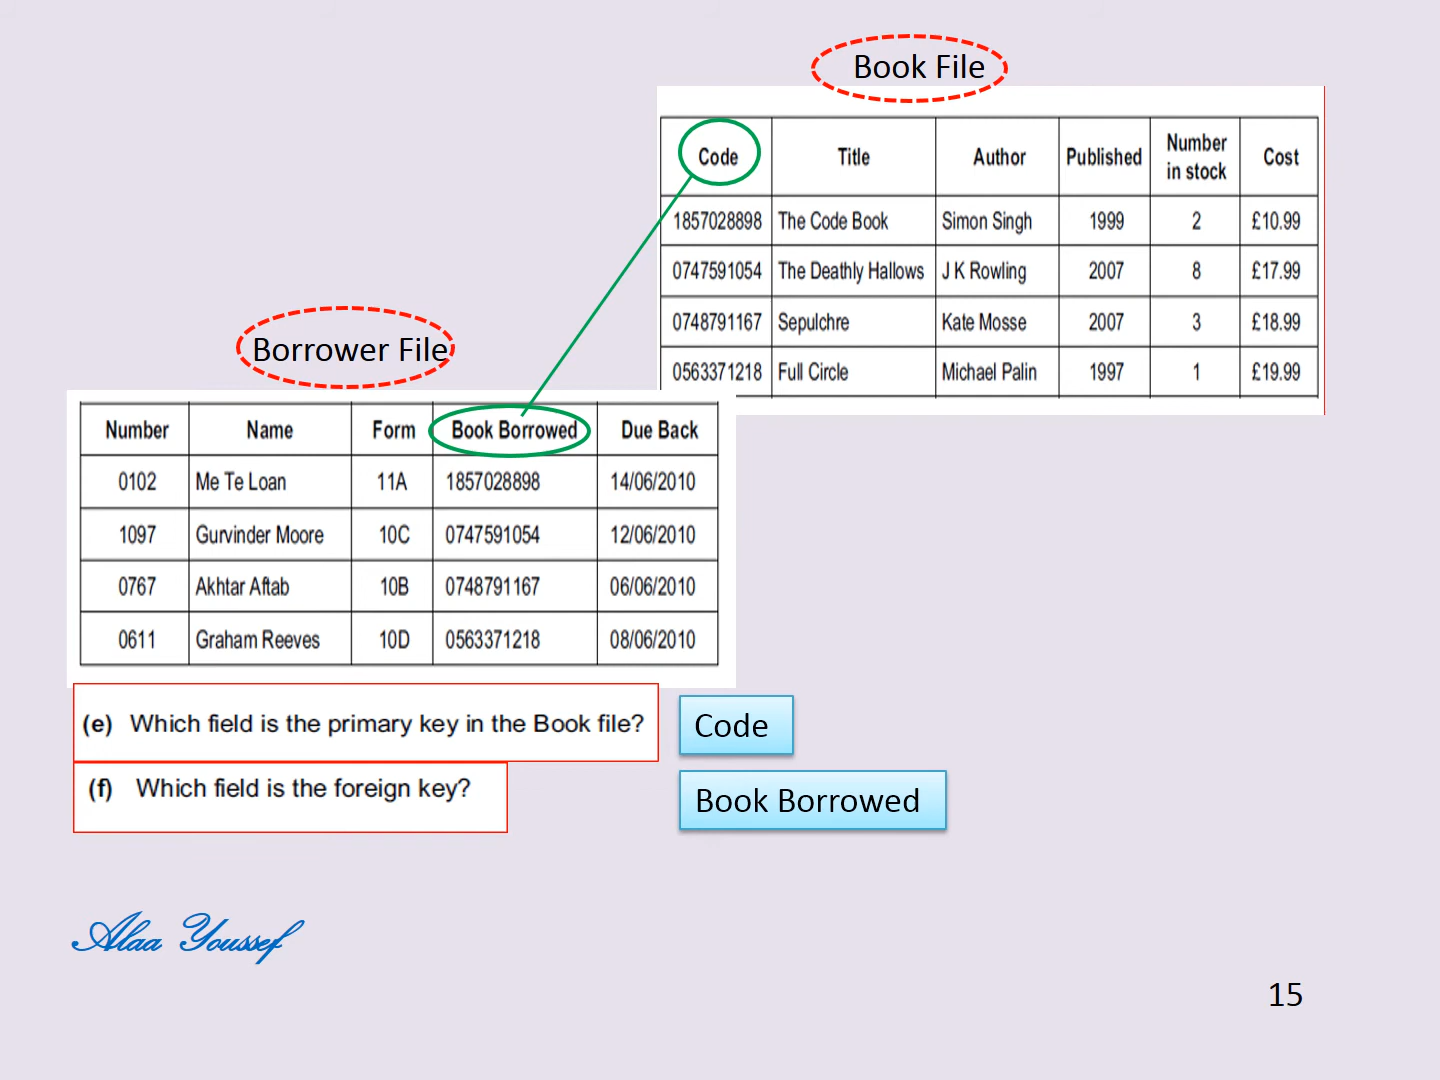 Book File
Code Title Author Published Number in stock Cost
1857028898 The Code Book Simon Singh 1999 2 £10.99
0747591054 The Deathly Hallows J K Rowling 2007 8 £17.99
0748791167 Sepulchre Kate Mosse 2007 3 £18.99
0563371218 Full Circle Michael Palin 1997 1 £19.99
Borrower File
Number Name Form Book Borrowed Due Back
0102 Me Te Loan 11A 1857028898 14/06/2010
1097 Gurvinder Moore 10C 0747591054 12/06/2010
0767 Akhtar Aftab 10B 0748791167 06/06/2010
0611 Graham Reeves 10D 0563371218 08/06/2010
(e) Which field is the primary key in the Book file? Code
(f) Which field is the foreign key? Book Borrowed
Alaa Youssef
15